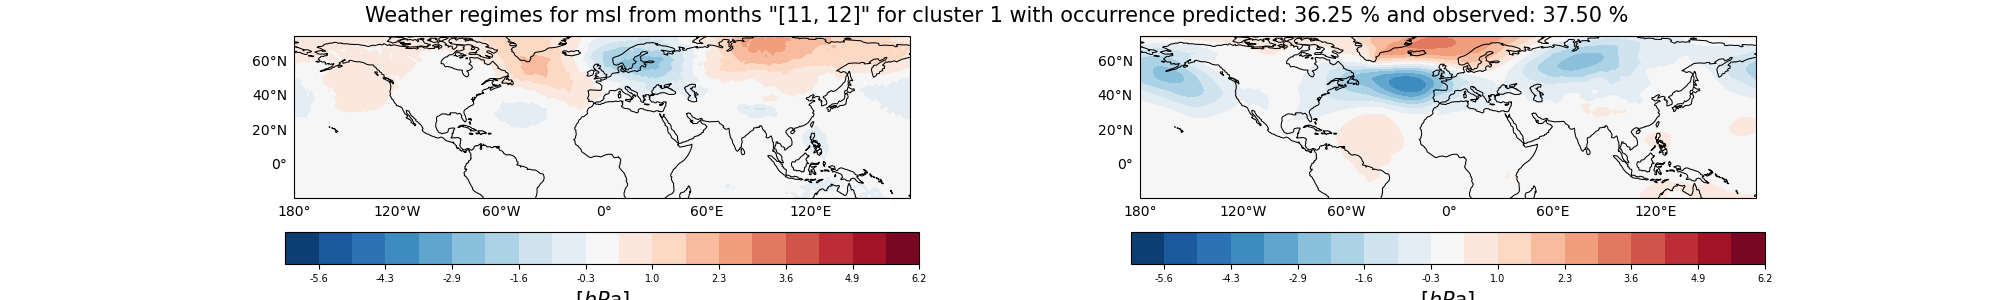 Weather regimes for msl from months "[11, 12]" for cluster 1 with occurrence predicted: 36.25 % and observed: 37.50 %
60°N 60°N
40°N 40°N
20°N 20°N
0° 0°
180° 120°W 60°W 0° 60°E 120°E 180° 120°W 60°W 0° 60°E 120°E
-5.6 -4.3 -2.9 -1.6 -0.3 1.0 2.3 3.6 4.9 6.2 -5.6 -4.3 -2.9 -1.6 -0.3 1.0 2.3 3.6 4.9 6.2
[hPa] [hPa]